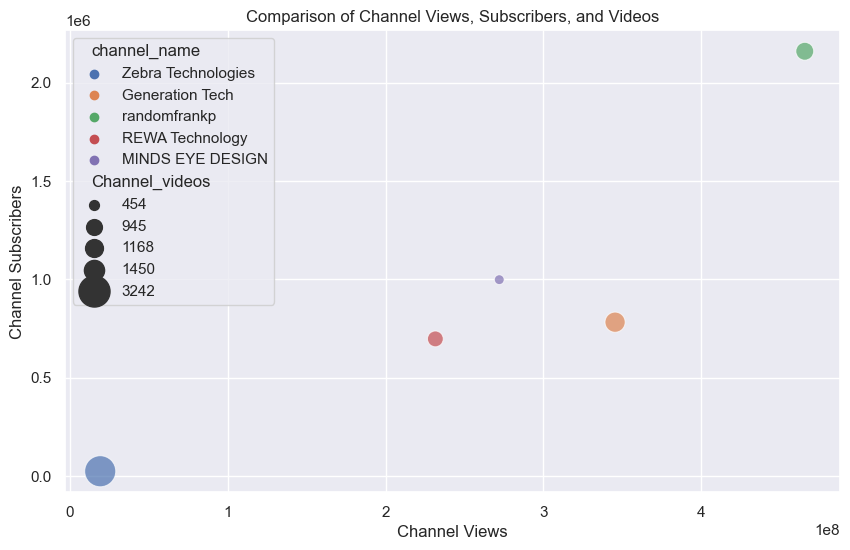 Comparison of Channel Views, Subscribers, and Videos
1e6
channel_name
Zebra Technologies
Generation Tech
randomfrankp
REWA Technology
MINDS EYE DESIGN
Channel_videos
454
945
1168
1450
3242
2.0
1.5
1.0
0.5
0.0
Channel Subscribers
0 1 2 3 4
1e8
Channel Views